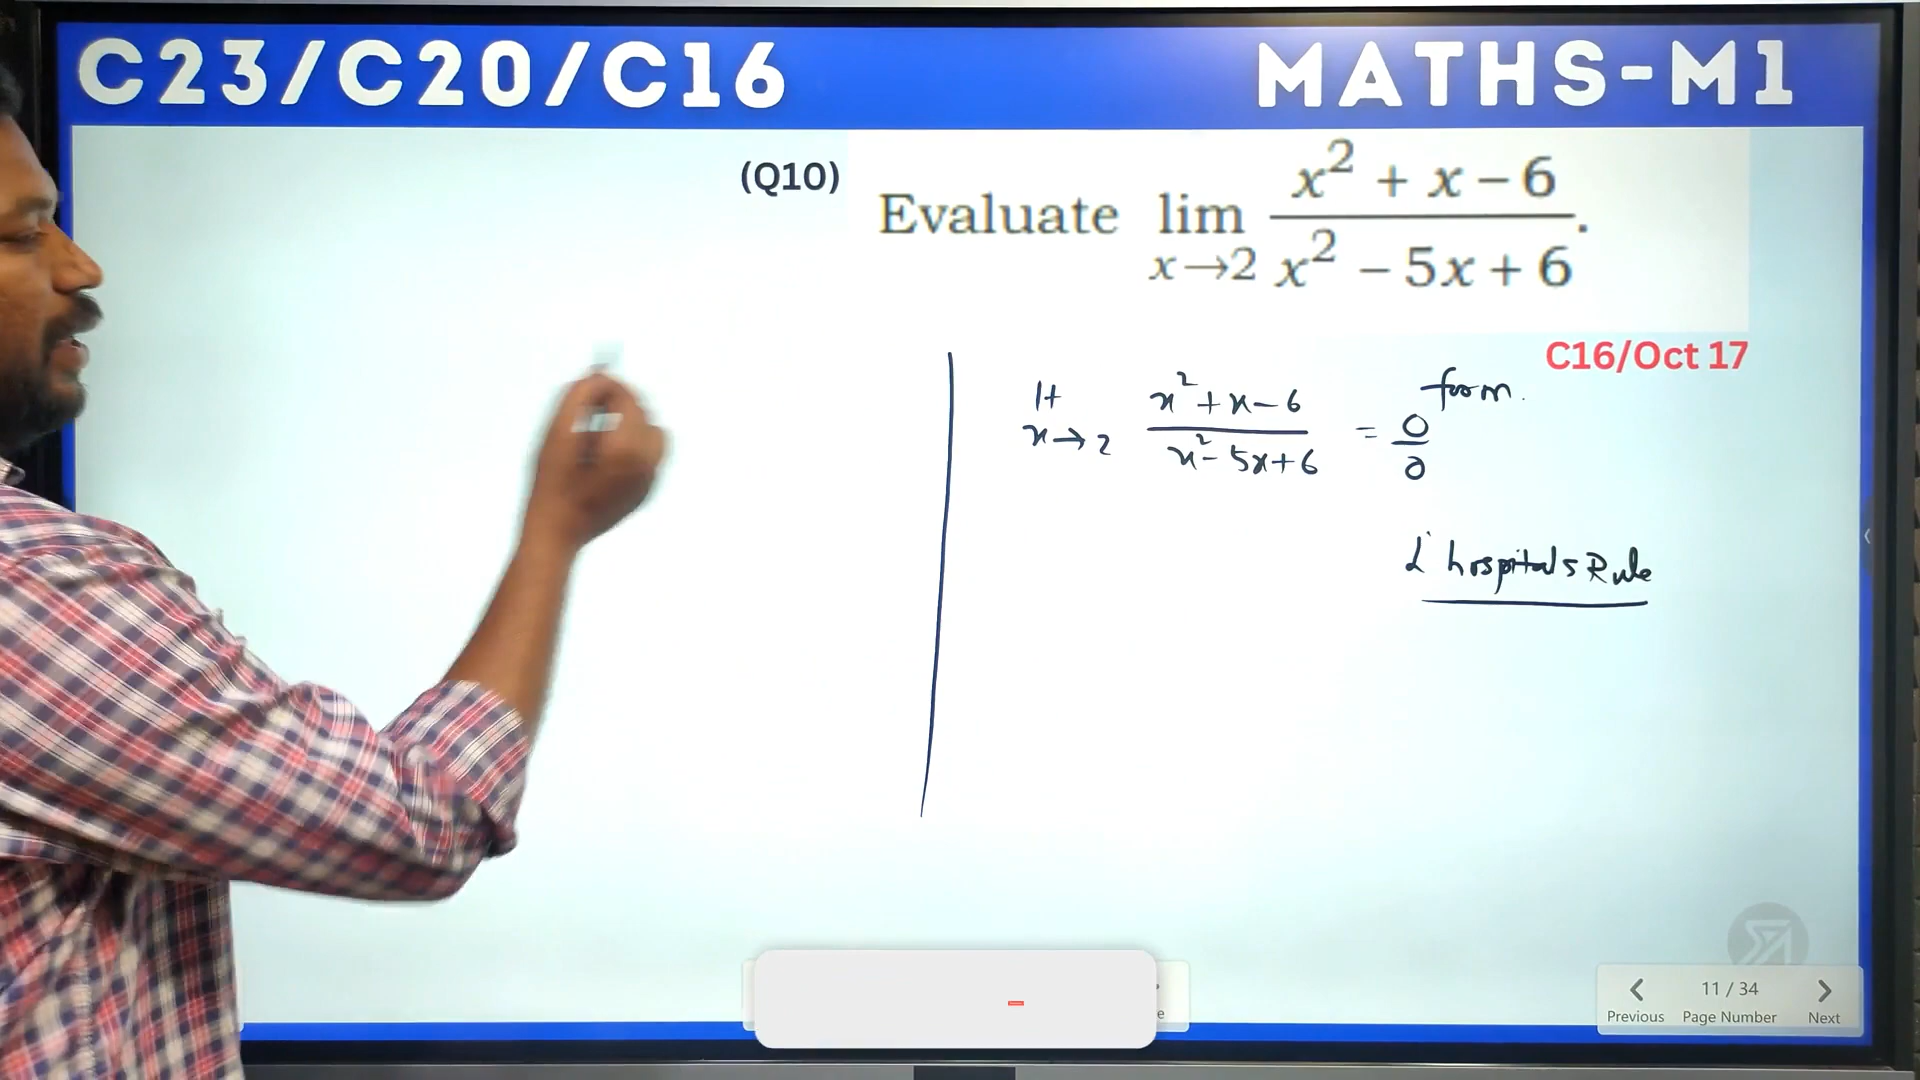 C23/C20/C16 MATHS-M1
(Q10) Evaluate lim x→2 x² + x – 6 / x² – 5x + 6 .
C16/Oct 17
lt x→2 x² + x – 6 / x² – 5x + 6 = 0/0 form.
L' hospitals Rule
11 / 34
Previous Page Number Next